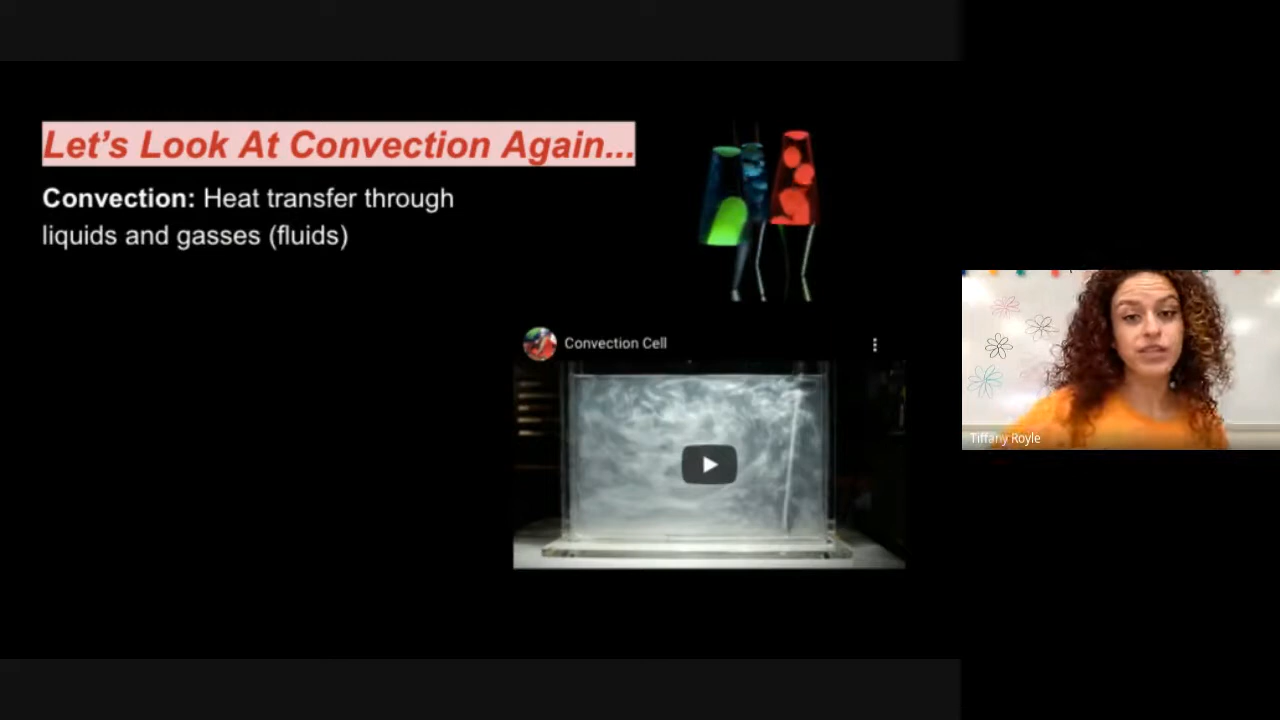 Let's Look At Convection Again...
Convection: Heat transfer through
liquids and gasses (fluids)
Convection Cell
Tiffany Royle